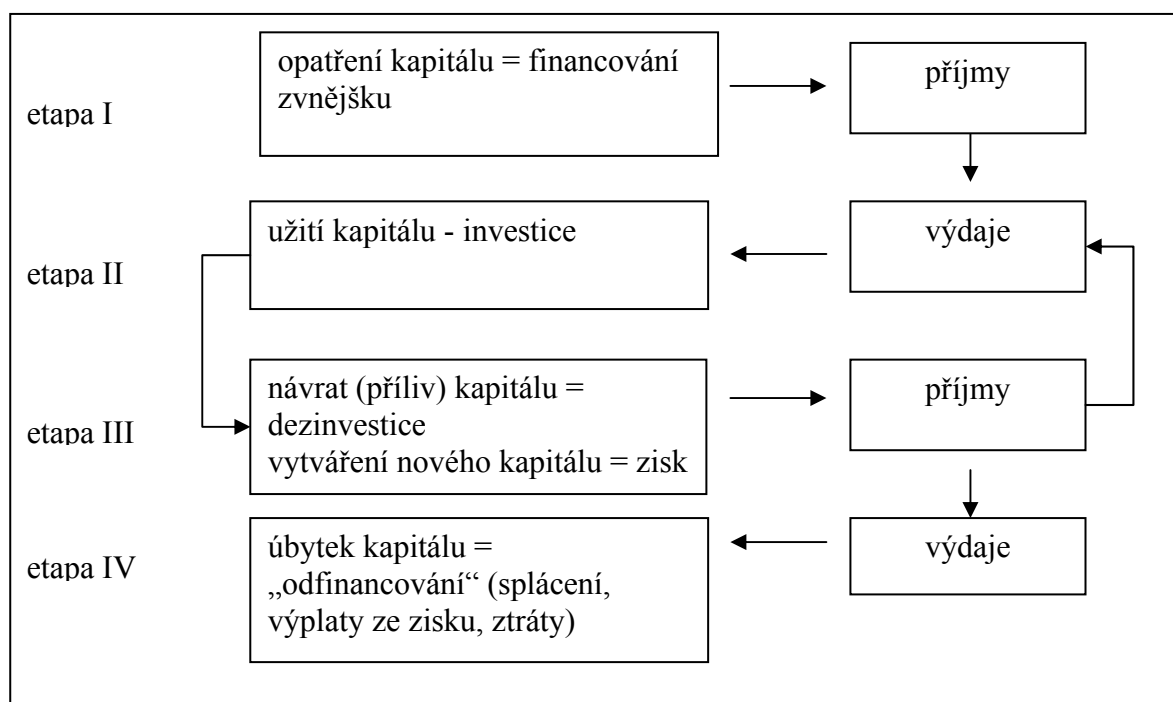 opatření kapitálu = financování
zvnějšku
příjmy
etapa I
užití kapitálu - investice
výdaje
etapa II
návrat (příliv) kapitálu =
dezinvestice
vytváření nového kapitálu = zisk
příjmy
etapa III
úbytek kapitálu =
„odfinancování“ (splácení,
výplaty ze zisku, ztráty)
výdaje
etapa IV